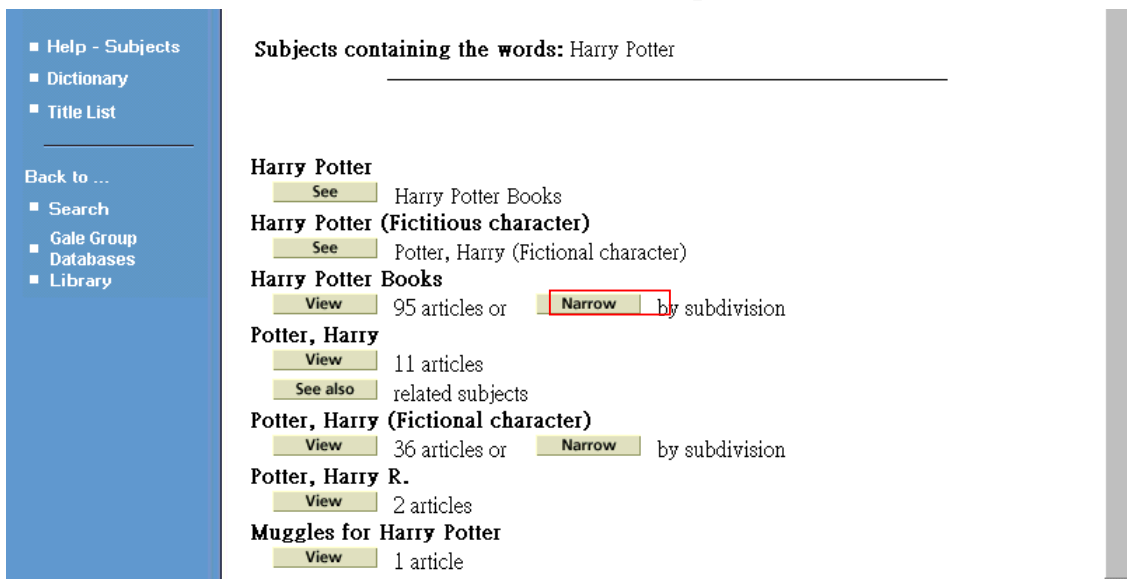 Help - Subjects
Dictionary
Title List
Back to ...
Search
Gale Group
Databases
Library
Subjects containing the words: Harry Potter
Harry Potter
See Harry Potter Books
Harry Potter (Fictitious character)
See Potter, Harry (Fictional character)
Harry Potter Books
View 95 articles or Narrow by subdivision
Potter, Harry
View 11 articles
See also related subjects
Potter, Harry (Fictional character)
View 36 articles or Narrow by subdivision
Potter, Harry R.
View 2 articles
Muggles for Harry Potter
View 1 article